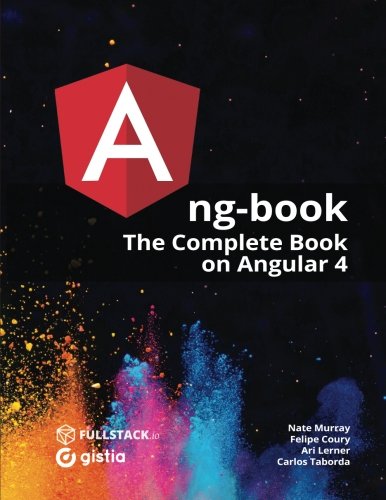 A
ng-book
The Complete Book
on Angular 4
Nate Murray
Felipe Coury
Ari Lerner
Carlos Taborda
FULLSTACK.io
gistia